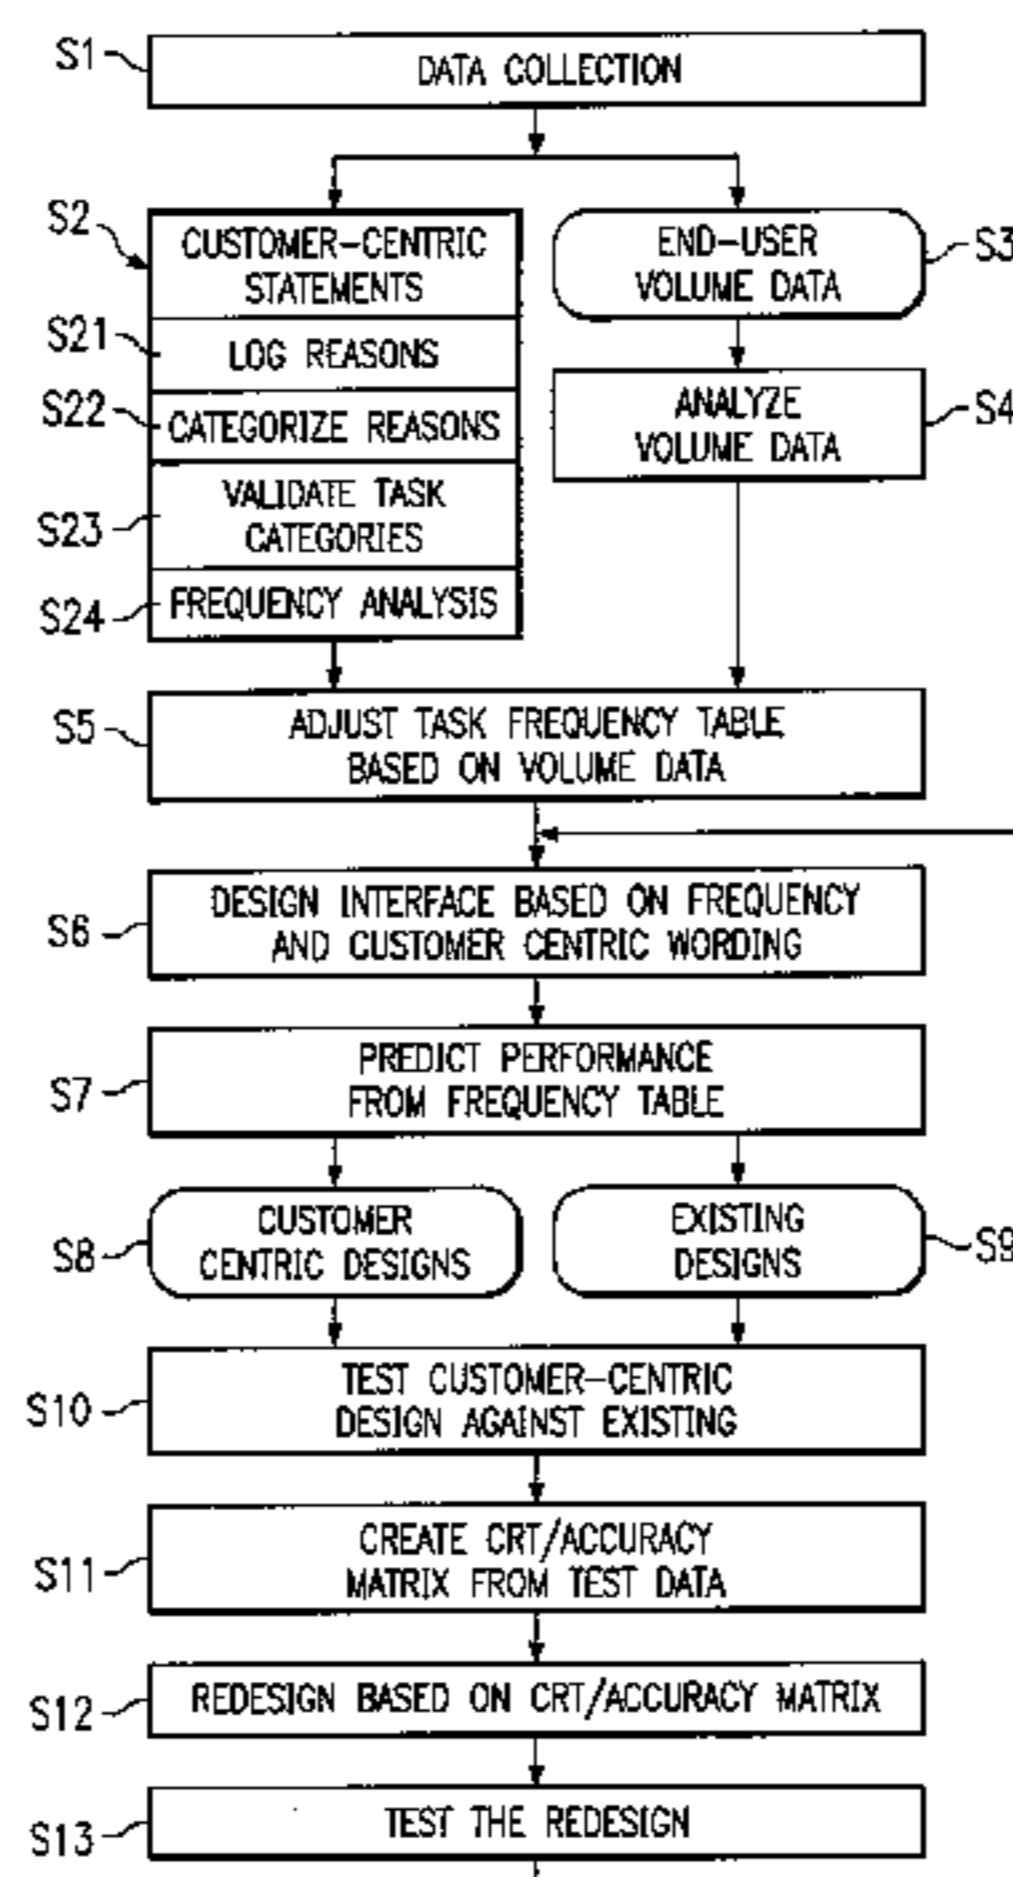 S1
DATA COLLECTION
S2
CUSTOMER-CENTRIC
STATEMENTS
S21
LOG REASONS
S22
CATEGORIZE REASONS
S23
VALIDATE TASK
CATEGORIES
S24
FREQUENCY ANALYSIS
END-USER
VOLUME DATA
S3
ANALYZE
VOLUME DATA
S4
S5
ADJUST TASK FREQUENCY TABLE
BASED ON VOLUME DATA
S6
DESIGN INTERFACE BASED ON FREQUENCY
AND CUSTOMER CENTRIC WORDING
S7
PREDICT PERFORMANCE
FROM FREQUENCY TABLE
S8
CUSTOMER
CENTRIC DESIGNS
EXISTING
DESIGNS
S9
S10
TEST CUSTOMER-CENTRIC
DESIGN AGAINST EXISTING
S11
CREATE CRT/ACCURACY
MATRIX FROM TEST DATA
S12
REDESIGN BASED ON CRT/ACCURACY MATRIX
S13
TEST THE REDESIGN